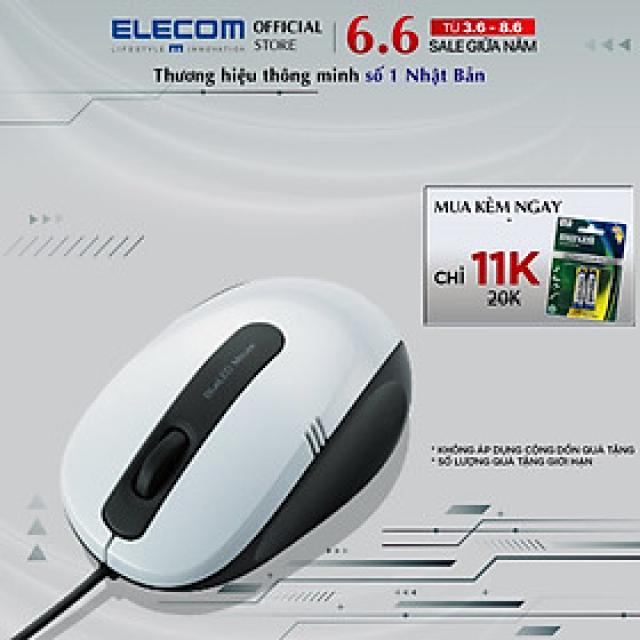 ELECOM
LIFESTYLE INNOVATION
OFFICIAL
STORE
6.6
TỪ 3.6 - 8.6
SALE GIỮA NĂM
Thương hiệu thông minh số 1 Nhật Bản
MUA KÈM NGAY
CHỈ 11K
20K
maxell
BlueLED Mouse
* KHÔNG ÁP DỤNG CỘNG DỒN QUÀ TẶNG
* SỐ LƯỢNG QUÀ TẶNG GIỚI HẠN